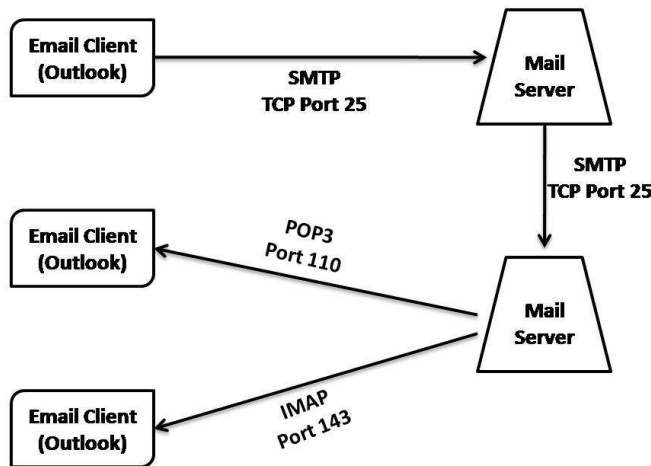 Email Client
(Outlook)
SMTP
TCP Port 25
Mail
Server
SMTP
TCP Port 25
Email Client
(Outlook)
POP3
Port 110
Mail
Server
Email Client
(Outlook)
IMAP
Port 143